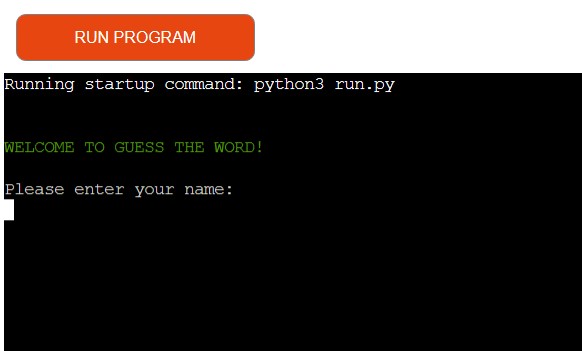 RUN PROGRAM
Running startup command: python3 run.py
WELCOME TO GUESS THE WORD!
Please enter your name: